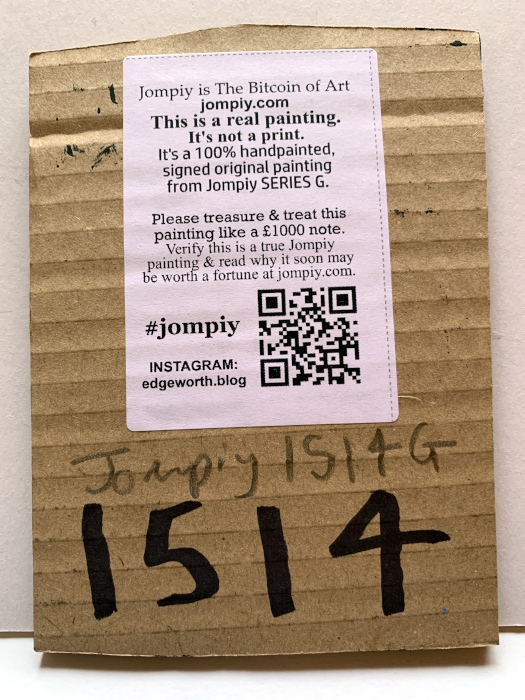 Jompiy is The Bitcoin of Art
jompiy.com
This is a real painting.
It's not a print.
It's a 100% handpainted,
signed original painting
from Jompiy SERIES G.
Please treasure & treat this
painting like a £1000 note.
Verify this is a true Jompiy
painting & read why it soon may
be worth a fortune at jompiy.com.
#jompiy
INSTAGRAM:
edgeworth.blog
Jompiy 1514G
1514